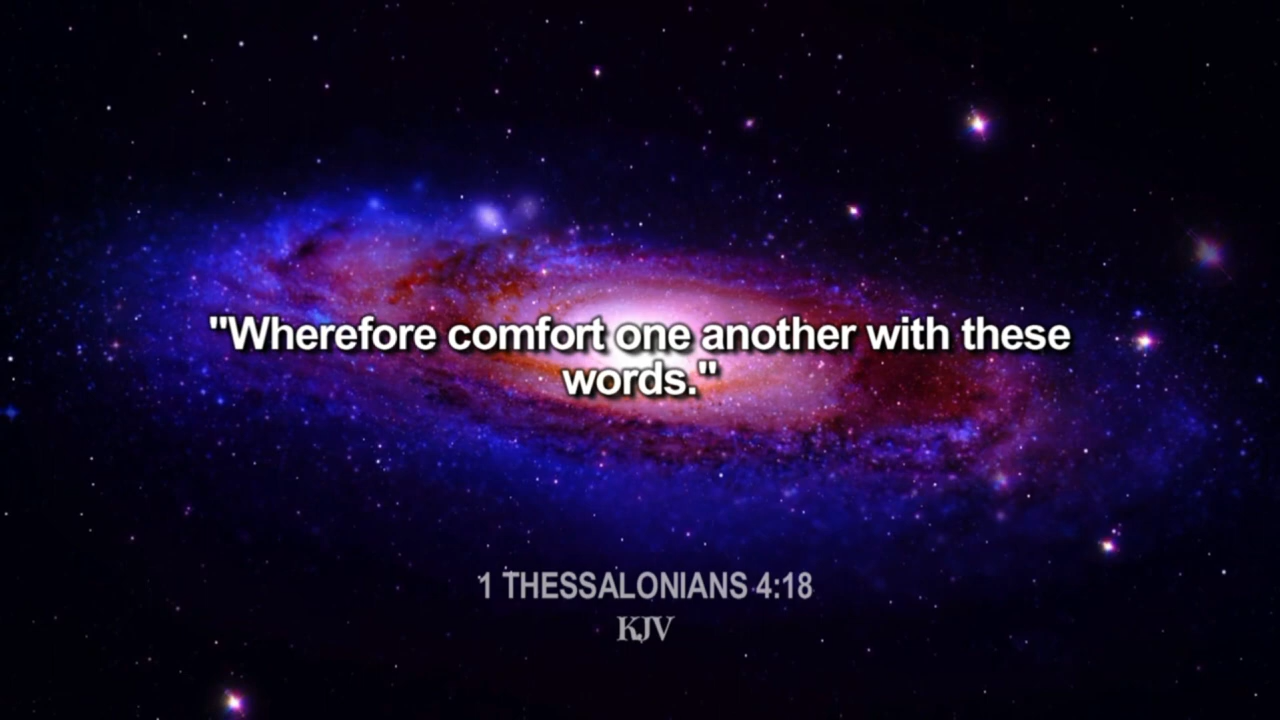 "Wherefore comfort one another with these
words."
1 THESSALONIANS 4:18
KJV